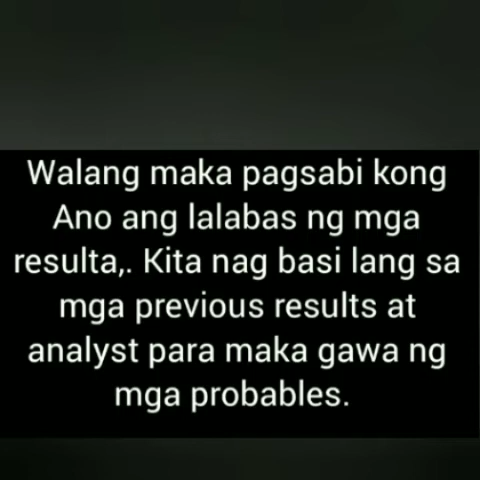 Walang maka pagsabi kong
Ano ang lalabas ng mga
resulta,. Kita nag basi lang sa
mga previous results at
analyst para maka gawa ng
mga probables.